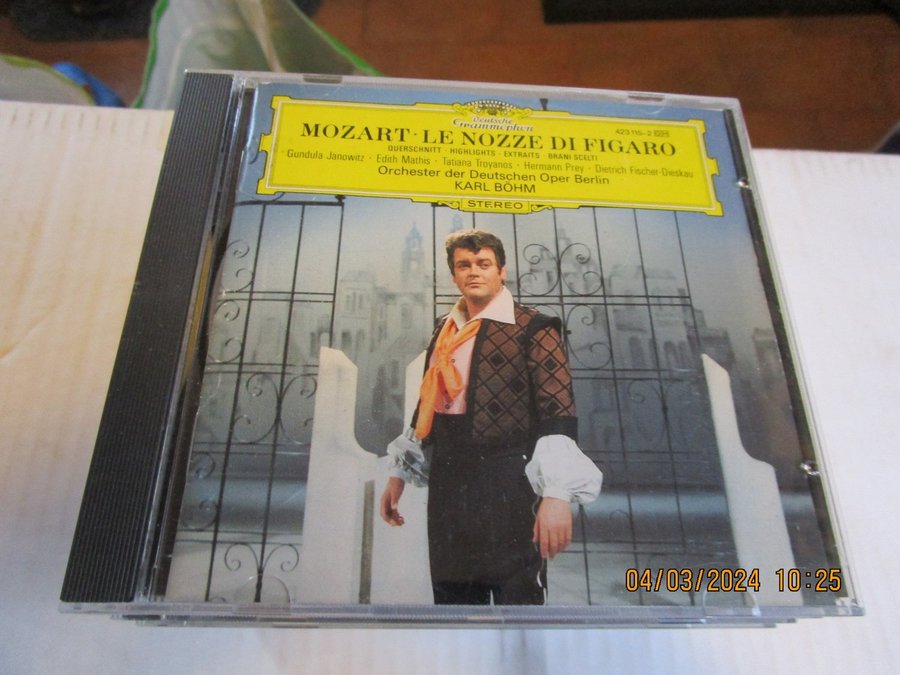 Deutsche
Grammophon
423 115-2
MOZART · LE NOZZE DI FIGARO
QUERSCHNITT · HIGHLIGHTS · EXTRAITS · BRANI SCELTI
Gundula Janowitz · Edith Mathis · Tatiana Troyanos · Hermann Prey · Dietrich Fischer-Dieskau
Orchester der Deutschen Oper Berlin
KARL BÖHM
STEREO
04/03/2024 10:25